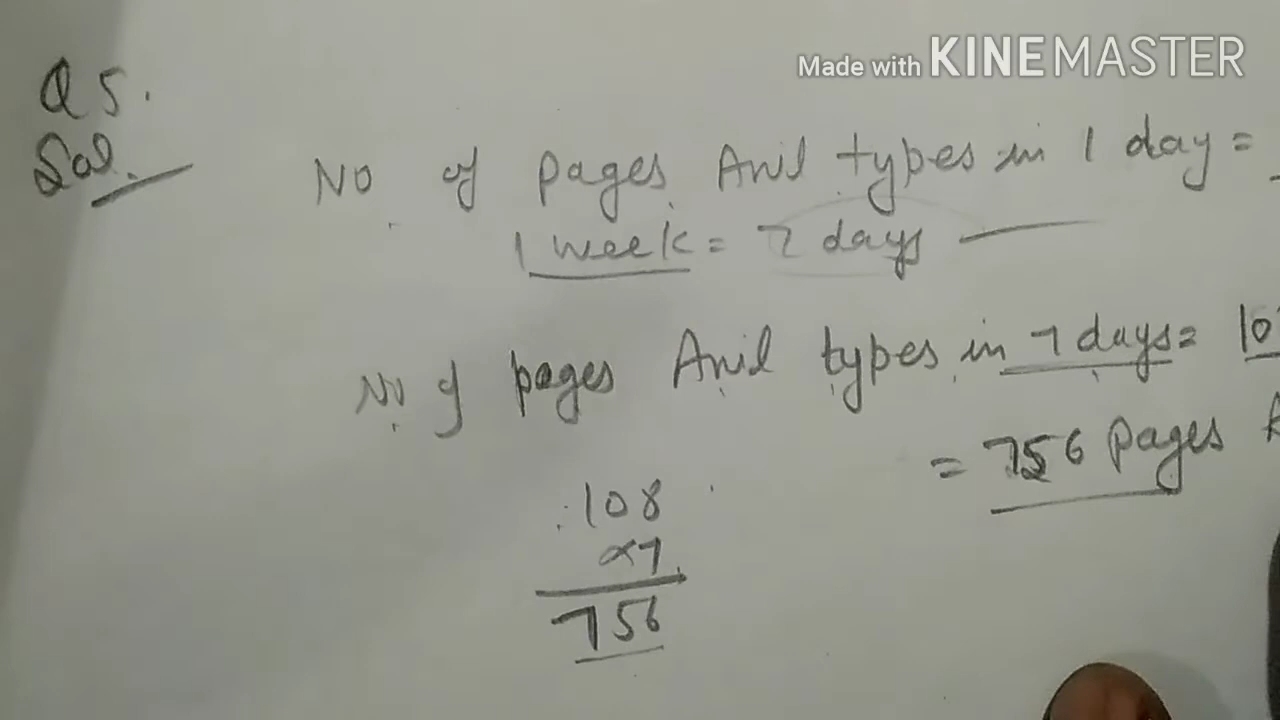 Made with KINEMASTER
Q 5.
Sol.
No of pages Anil types in 1 day =
1 week = 7 days
No of pages Anil types in 7 days = 10
= 756 pages
108
×7
756